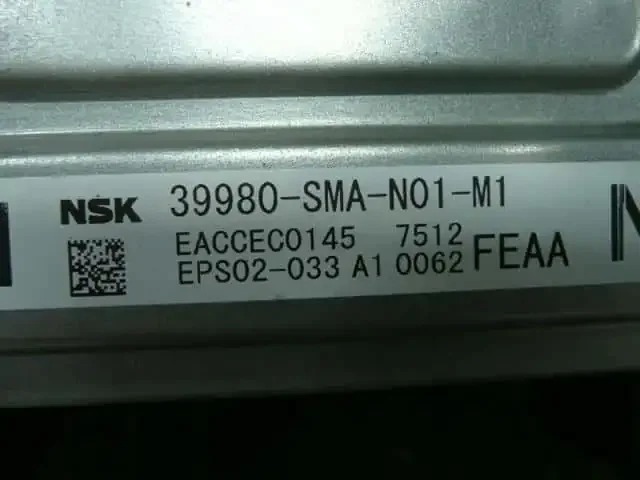 NSK 39980-SMA-N01-M1
EACCEC0145 7512
EPS02-033 A1 0062 FEAA